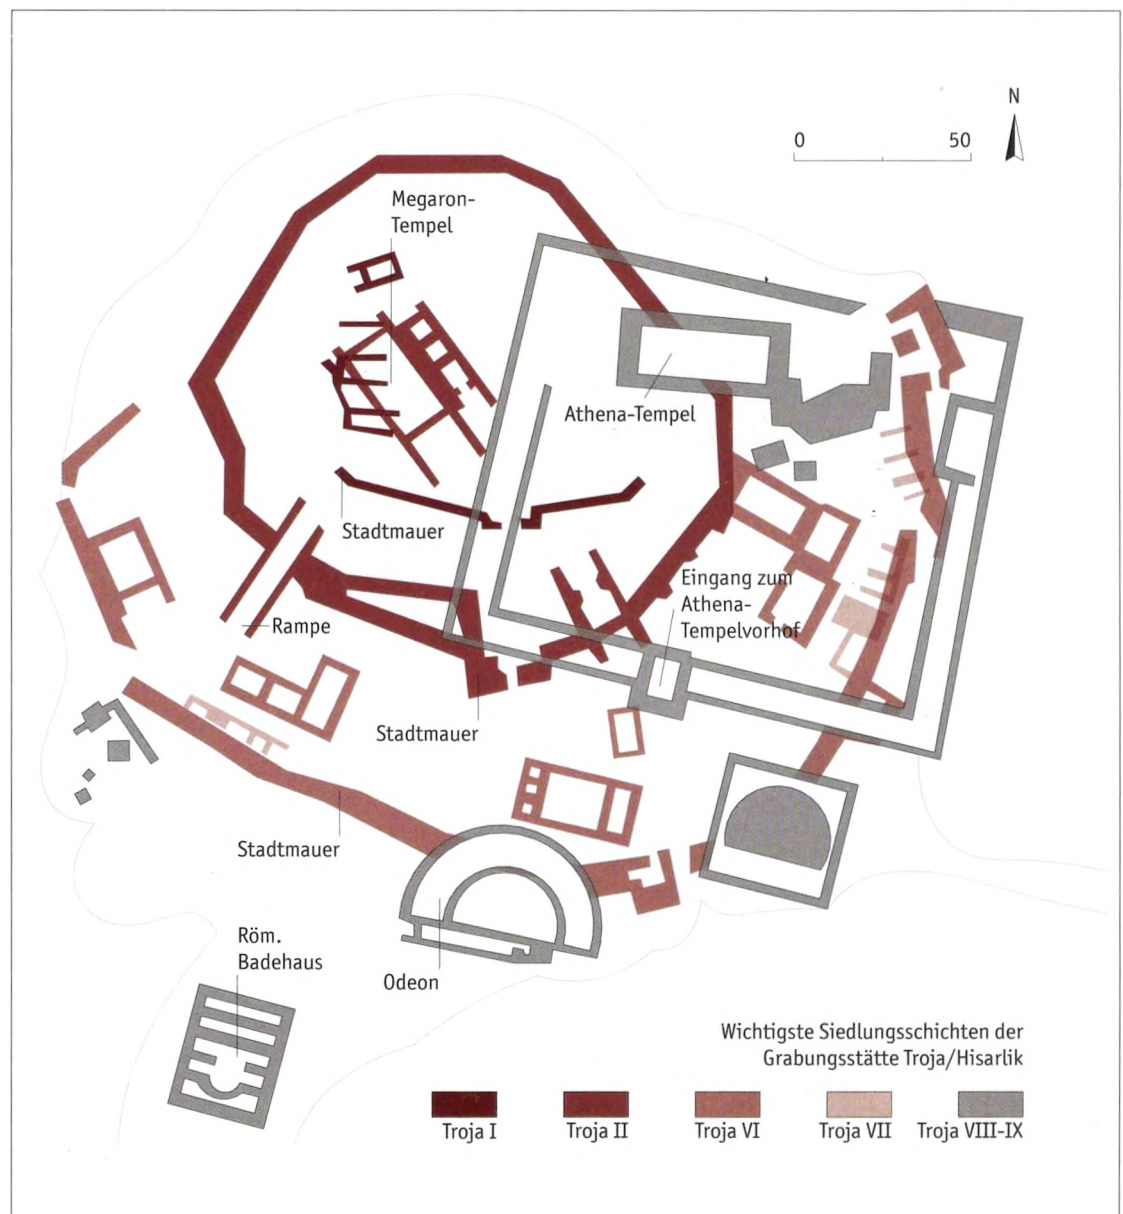 N
0 50
Megaron-
Tempel
Athena-Tempel
Stadtmauer
Eingang zum
Athena-
Tempelvorhof
Rampe
Stadtmauer
Stadtmauer
Röm.
Badehaus
Odeon
Wichtigste Siedlungsschichten der
Grabungsstätte Troja/Hisarlik
Troja I Troja II Troja VI Troja VII Troja VIII-IX